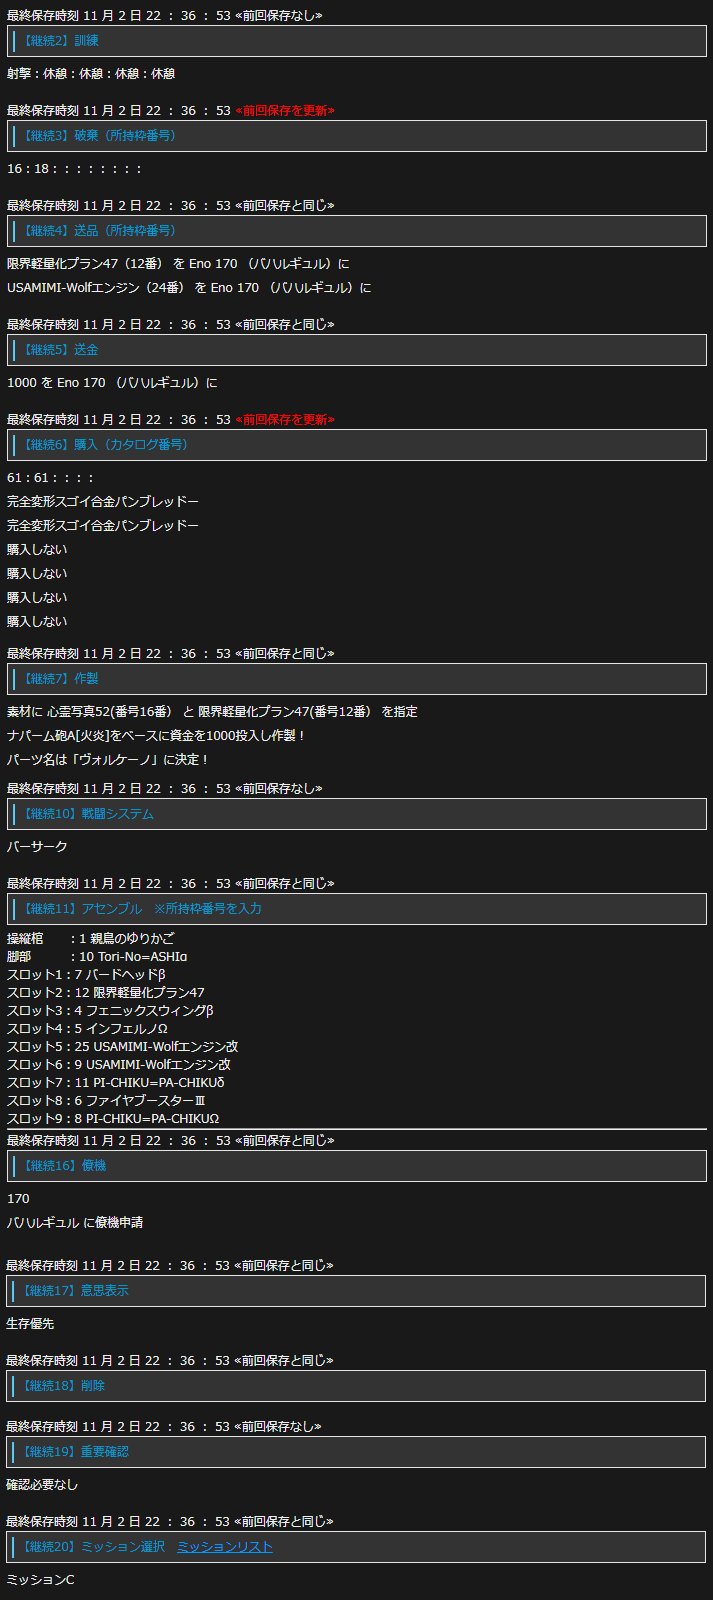 最終保存時刻 11 月 2 日 22 ： 36 ： 53 «前回保存なし»
【継続2】訓練
射撃：休憩：休憩：休憩：休憩
最終保存時刻 11 月 2 日 22 ： 36 ： 53 «前回保存を更新»
【継続3】破棄（所持枠番号）
16：18：：：：：：：：
最終保存時刻 11 月 2 日 22 ： 36 ： 53 «前回保存と同じ»
【継続4】送品（所持枠番号）
限界軽量化プラン47（12番） を Eno 170 （バハルギュル）に
USAMIMI-Wolfエンジン（24番） を Eno 170 （バハルギュル）に
最終保存時刻 11 月 2 日 22 ： 36 ： 53 «前回保存と同じ»
【継続5】送金
1000 を Eno 170 （バハルギュル）に
最終保存時刻 11 月 2 日 22 ： 36 ： 53 «前回保存を更新»
【継続6】購入（カタログ番号）
61：61：：：：
完全変形スゴイ合金パンブレッドー
完全変形スゴイ合金パンブレッドー
購入しない
購入しない
購入しない
購入しない
最終保存時刻 11 月 2 日 22 ： 36 ： 53 «前回保存と同じ»
【継続7】作製
素材に 心霊写真52(番号16番） と 限界軽量化プラン47(番号12番） を指定
ナパーム砲A[火炎]をベースに資金を1000投入し作製！
パーツ名は「ヴォルケーノ」に決定！
最終保存時刻 11 月 2 日 22 ： 36 ： 53 «前回保存なし»
【継続10】戦闘システム
バーサーク
最終保存時刻 11 月 2 日 22 ： 36 ： 53 «前回保存と同じ»
【継続11】アセンブル　※所持枠番号を入力
操縦棺　　：1 親鳥のゆりかご
脚部　　　：10 Tori-No=ASHIα
スロット1：7 バードヘッドβ
スロット2：12 限界軽量化プラン47
スロット3：4 フェニックスウィングβ
スロット4：5 インフェルノΩ
スロット5：25 USAMIMI-Wolfエンジン改
スロット6：9 USAMIMI-Wolfエンジン改
スロット7：11 PI-CHIKU=PA-CHIKUδ
スロット8：6 ファイヤブースターⅢ
スロット9：8 PI-CHIKU=PA-CHIKUΩ
最終保存時刻 11 月 2 日 22 ： 36 ： 53 «前回保存と同じ»
【継続16】僚機
170
バハルギュル に僚機申請
最終保存時刻 11 月 2 日 22 ： 36 ： 53 «前回保存と同じ»
【継続17】意思表示
生存優先
最終保存時刻 11 月 2 日 22 ： 36 ： 53 «前回保存と同じ»
【継続18】削除
最終保存時刻 11 月 2 日 22 ： 36 ： 53 «前回保存なし»
【継続19】重要確認
確認必要なし
最終保存時刻 11 月 2 日 22 ： 36 ： 53 «前回保存と同じ»
【継続20】ミッション選択　ミッションリスト
ミッションC